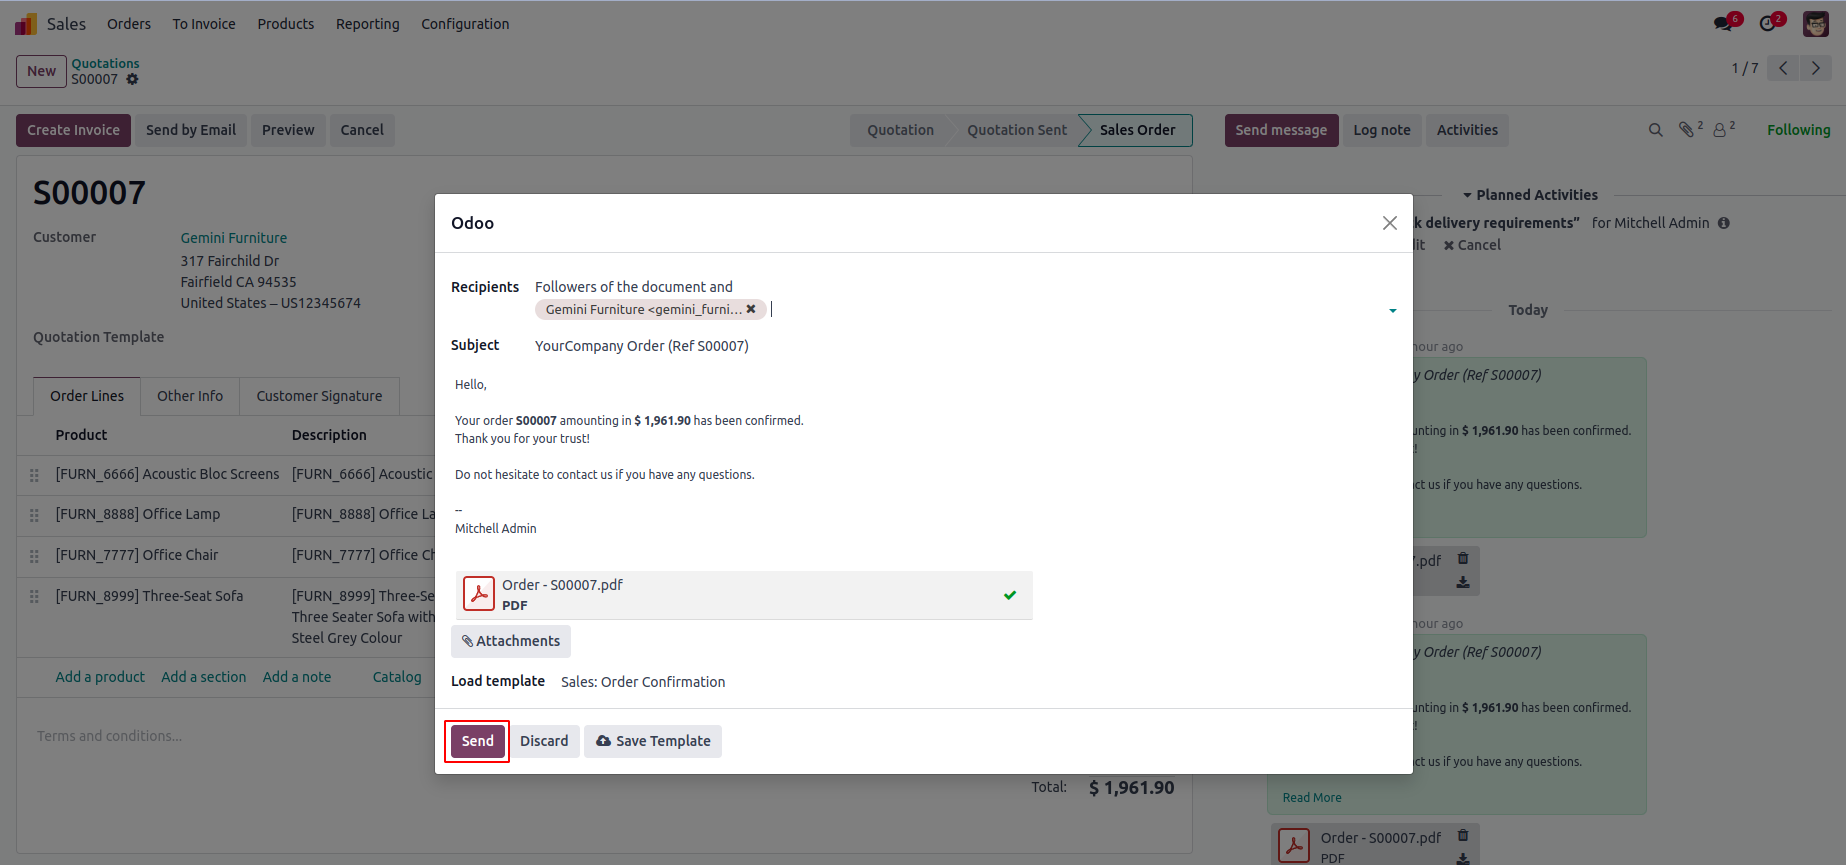 Sales Orders To Invoice Products Reporting Configuration 6 2
New Quotations
S00007 1 / 7
Create Invoice Send by Email Preview Cancel Quotation Quotation Sent Sales Order Send message Log note Activities 2 2 Following
S00007
Customer Gemini Furniture
317 Fairchild Dr
Fairfield CA 94535
United States – US12345674
Quotation Template
Order Lines Other Info Customer Signature
Product Description
[FURN_6666] Acoustic Bloc Screens [FURN_6666] Acoustic
[FURN_8888] Office Lamp [FURN_8888] Office La
[FURN_7777] Office Chair [FURN_7777] Office Ch
[FURN_8999] Three-Seat Sofa [FURN_8999] Three-Se
Three Seater Sofa with
Steel Grey Colour
Add a product Add a section Add a note Catalog
Terms and conditions...
Total: $ 1,961.90
Odoo
Recipients Followers of the document and
Gemini Furniture <gemini_furni...
Subject YourCompany Order (Ref S00007)
Hello,
Your order S00007 amounting in $ 1,961.90 has been confirmed.
Thank you for your trust!
Do not hesitate to contact us if you have any questions.
--
Mitchell Admin
Order - S00007.pdf
PDF
Attachments
Load template Sales: Order Confirmation
Send Discard Save Template
Planned Activities
k delivery requirements” for Mitchell Admin
dit Cancel
Today
hour ago
y Order (Ref S00007)
unting in $ 1,961.90 has been confirmed.
!
ct us if you have any questions.
7.pdf
hour ago
y Order (Ref S00007)
unting in $ 1,961.90 has been confirmed.
!
ct us if you have any questions.
Read More
Order - S00007.pdf
PDF